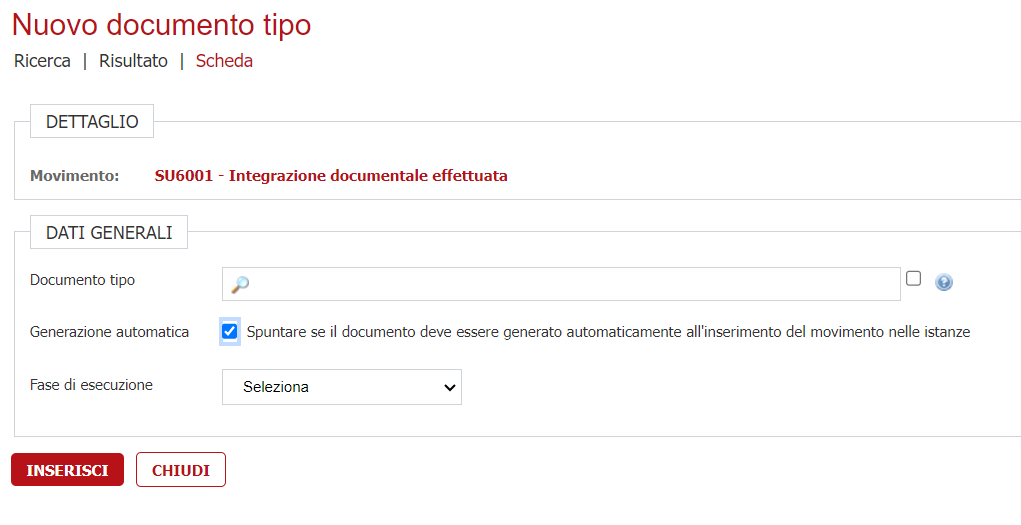 Nuovo documento tipo
Ricerca | Risultato | Scheda
DETTAGLIO
Movimento: SU6001 - Integrazione documentale effettuata
DATI GENERALI
Documento tipo ?
Generazione automatica Spuntare se il documento deve essere generato automaticamente all'inserimento del movimento nelle istanze
Fase di esecuzione Seleziona
INSERISCI CHIUDI